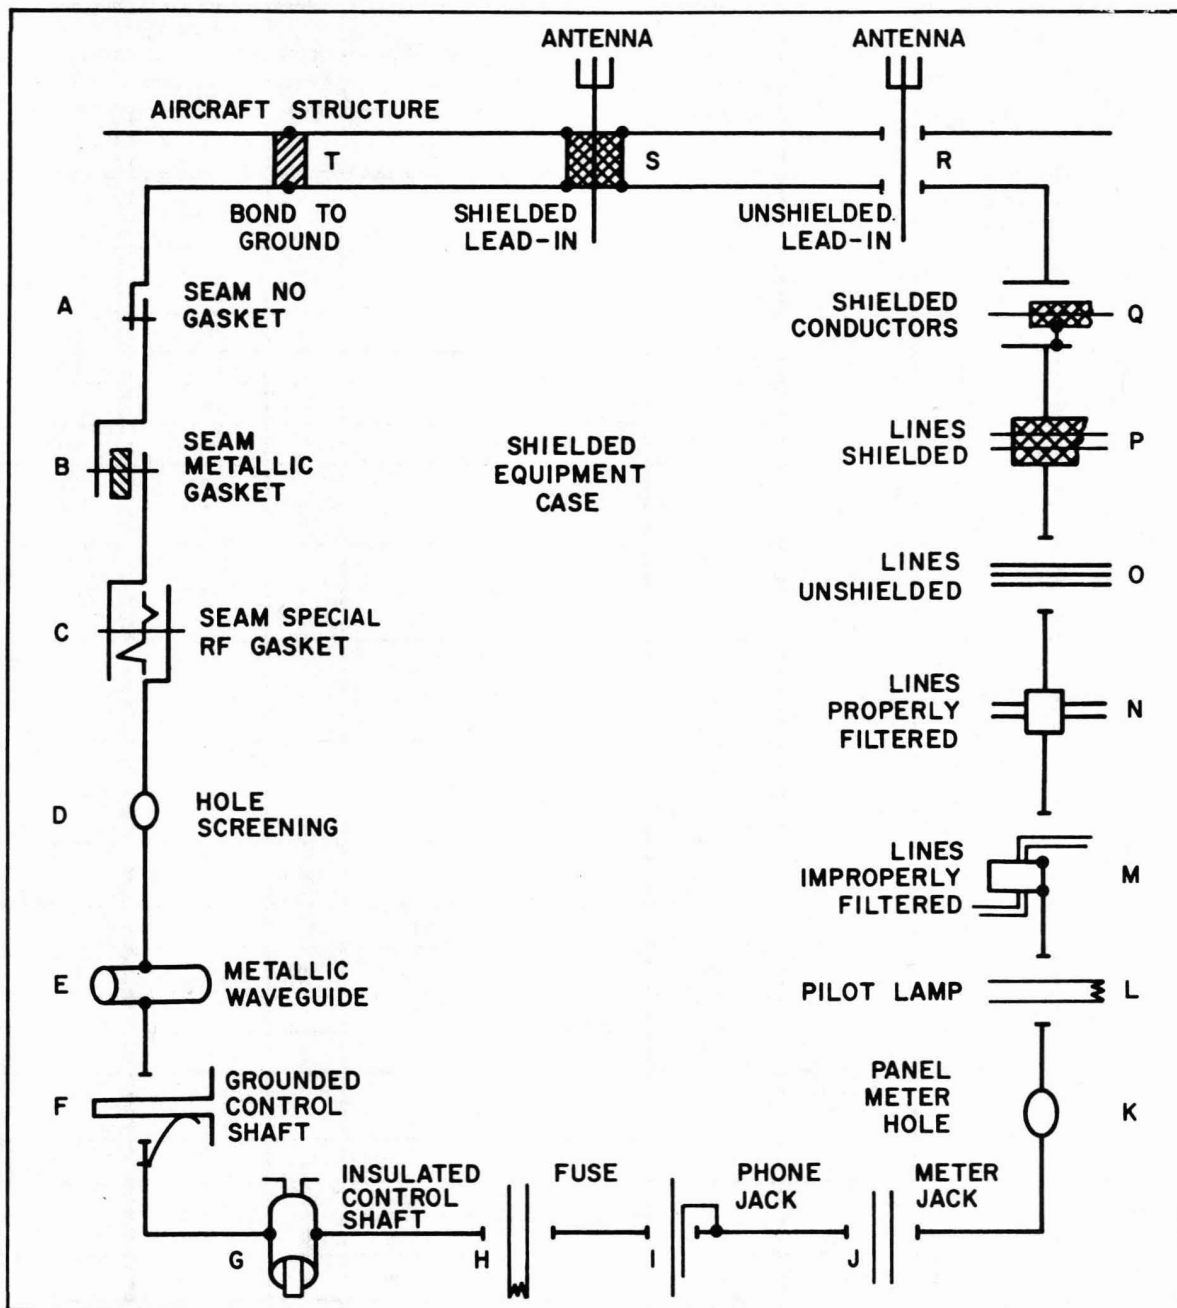 ANTENNA
ANTENNA
AIRCRAFT STRUCTURE
T
S
R
BOND TO
GROUND
SHIELDED
LEAD-IN
UNSHIELDED.
LEAD-IN
A
SEAM NO
GASKET
SHIELDED
CONDUCTORS
Q
B
SEAM
METALLIC
GASKET
SHIELDED
EQUIPMENT
CASE
LINES
SHIELDED
P
LINES
UNSHIELDED
O
C
SEAM SPECIAL
RF GASKET
LINES
PROPERLY
FILTERED
N
D
HOLE
SCREENING
LINES
IMPROPERLY
FILTERED
M
E
METALLIC
WAVEGUIDE
PILOT LAMP
L
F
GROUNDED
CONTROL
SHAFT
PANEL
METER
HOLE
K
G
INSULATED
CONTROL
SHAFT
H
FUSE
I
PHONE
JACK
J
METER
JACK